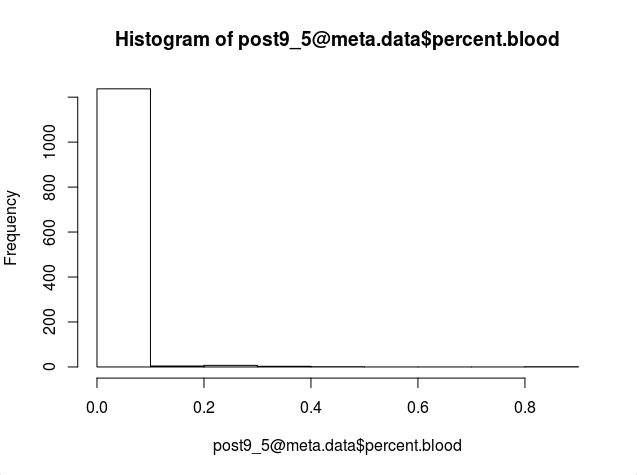 Histogram of post9_5@meta.data$percent.blood
Frequency
0 200 400 600 800 1000
0.0 0.2 0.4 0.6 0.8
post9_5@meta.data$percent.blood